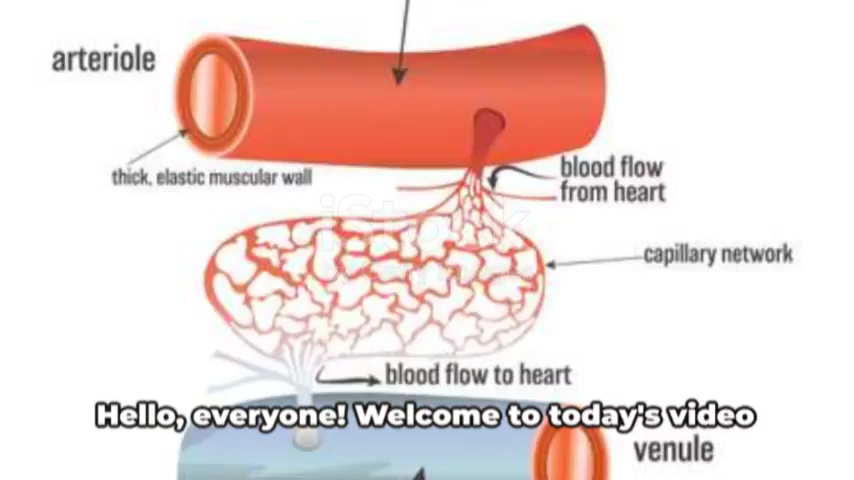 arteriole
thick, elastic muscular wall
blood flow
from heart
iStock
capillary network
blood flow to heart
Hello, everyone! Welcome to today's video
venule